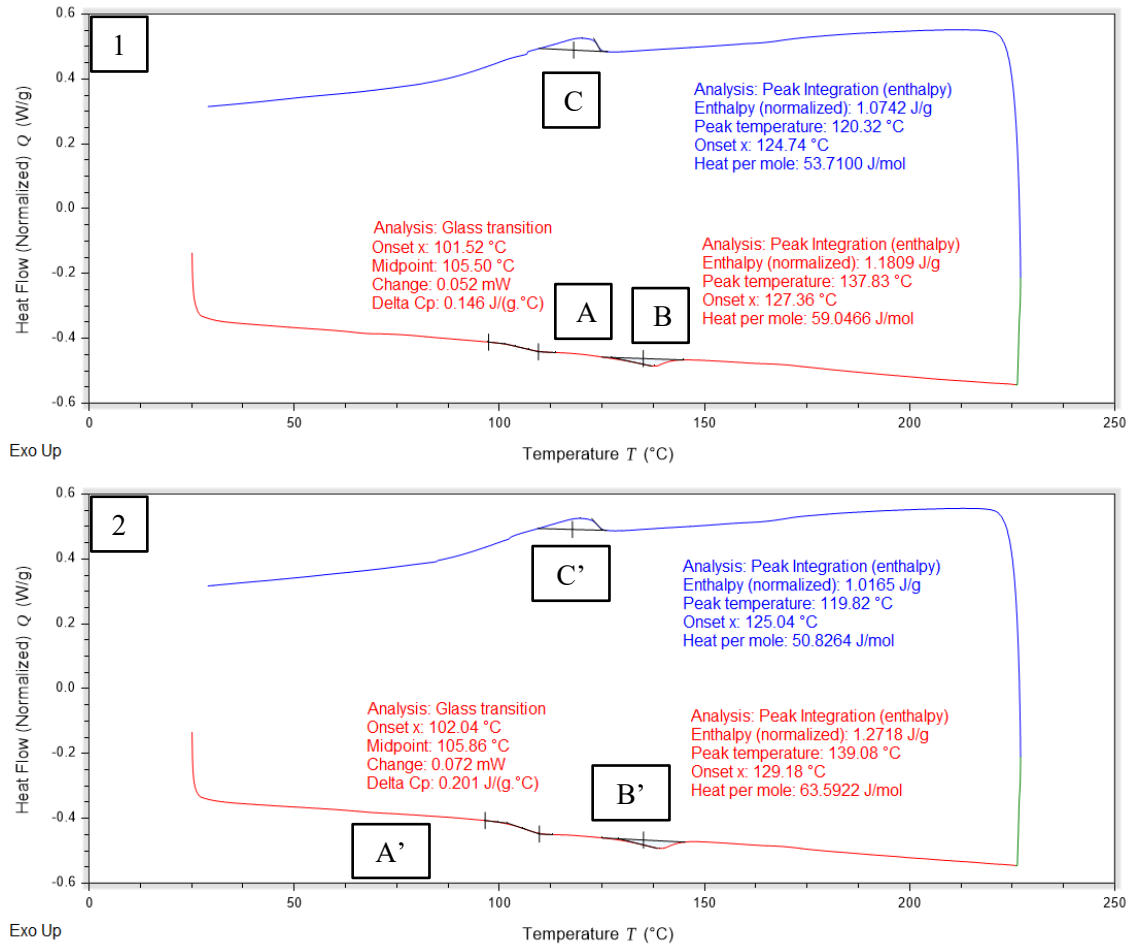 1
0.6
0.4
0.2
0.0
-0.2
-0.4
-0.6
Heat Flow (Normalized) Q (W/g)
C
Analysis: Peak Integration (enthalpy)
Enthalpy (normalized): 1.0742 J/g
Peak temperature: 120.32 °C
Onset x: 124.74 °C
Heat per mole: 53.7100 J/mol
Analysis: Glass transition
Onset x: 101.52 °C
Midpoint: 105.50 °C
Change: 0.052 mW
Delta Cp: 0.146 J/(g.°C)
A
B
Analysis: Peak Integration (enthalpy)
Enthalpy (normalized): 1.1809 J/g
Peak temperature: 137.83 °C
Onset x: 127.36 °C
Heat per mole: 59.0466 J/mol
0 50 100 150 200 250
Exo Up
Temperature T (°C)
2
0.6
0.4
0.2
0.0
-0.2
-0.4
-0.6
Heat Flow (Normalized) Q (W/g)
C’
Analysis: Peak Integration (enthalpy)
Enthalpy (normalized): 1.0165 J/g
Peak temperature: 119.82 °C
Onset x: 125.04 °C
Heat per mole: 50.8264 J/mol
Analysis: Glass transition
Onset x: 102.04 °C
Midpoint: 105.86 °C
Change: 0.072 mW
Delta Cp: 0.201 J/(g.°C)
A’
B’
Analysis: Peak Integration (enthalpy)
Enthalpy (normalized): 1.2718 J/g
Peak temperature: 139.08 °C
Onset x: 129.18 °C
Heat per mole: 63.5922 J/mol
0 50 100 150 200 250
Exo Up
Temperature T (°C)